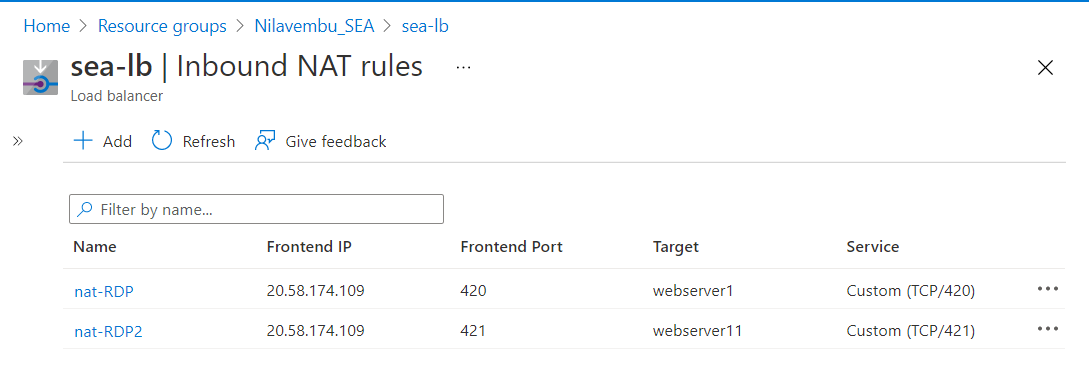 Home > Resource groups > Nilavembu_SEA > sea-lb
sea-lb | Inbound NAT rules ...
Load balancer
Add Refresh Give feedback
Filter by name...
Name Frontend IP Frontend Port Target Service
nat-RDP 20.58.174.109 420 webserver1 Custom (TCP/420)
nat-RDP2 20.58.174.109 421 webserver11 Custom (TCP/421)